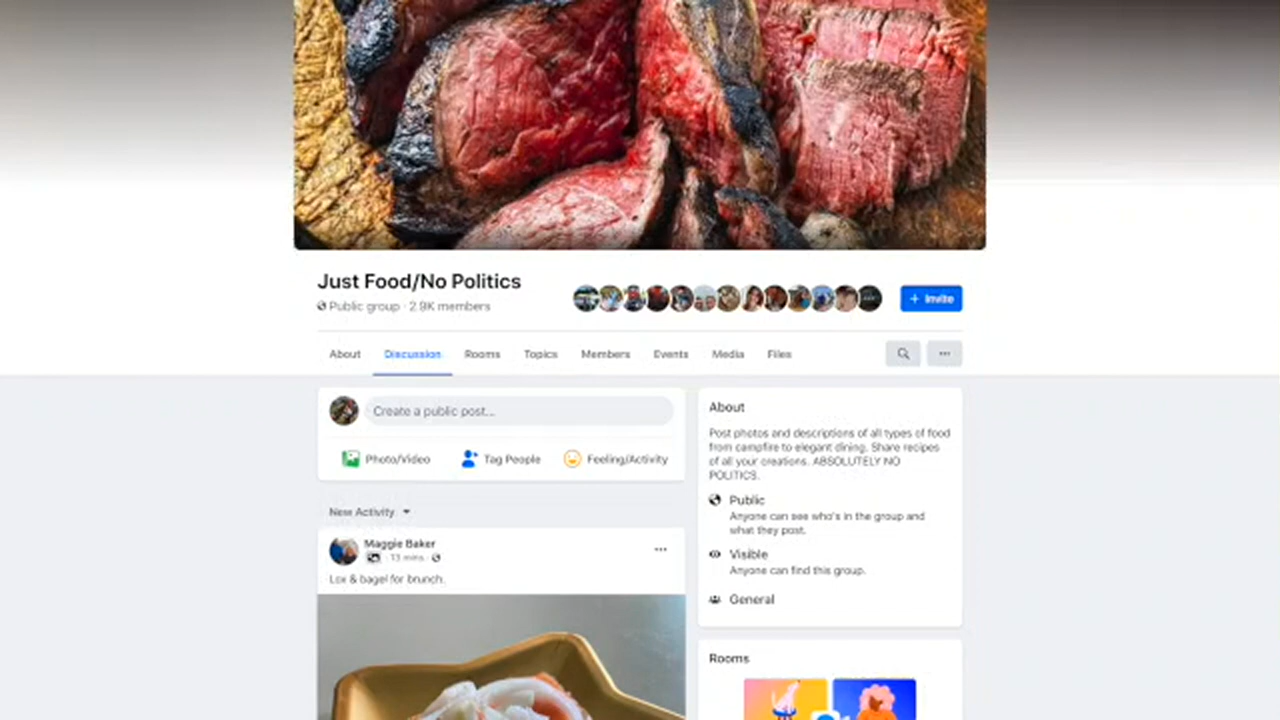 Just Food/No Politics
Public group · 2.9K members
+ Invite
About
Discussion
Rooms
Topics
Members
Events
Media
Files
Create a public post...
Photo/Video
Tag People
Feeling/Activity
New Activity
Maggie Baker
13 mins ·
Lox & bagel for brunch.
About
Post photos and descriptions of all types of food
from campfire to elegant dining. Share recipes
of all your creations. ABSOLUTELY NO
POLITICS.
Public
Anyone can see who's in the group and
what they post.
Visible
Anyone can find this group.
General
Rooms